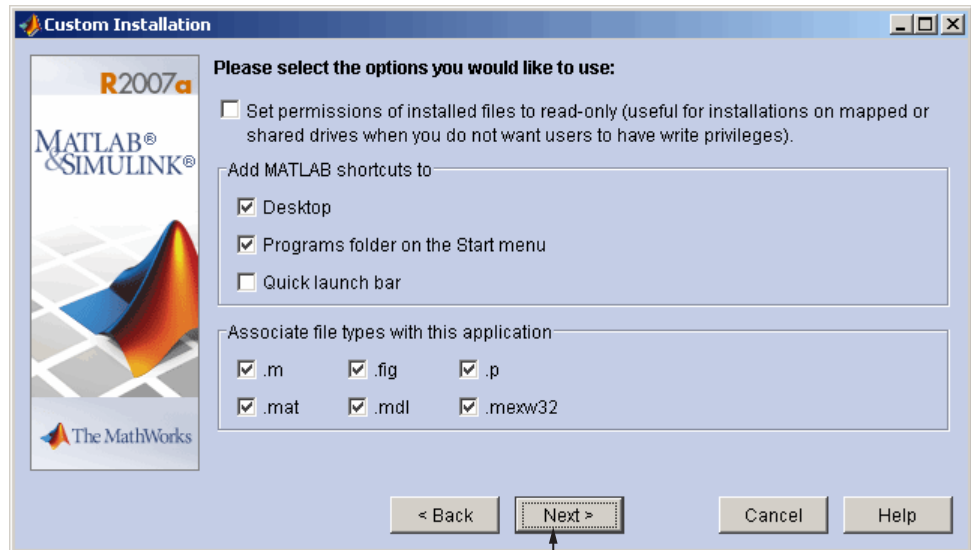 Custom Installation
R2007a
MATLAB®
&SIMULINK®
The MathWorks
Please select the options you would like to use:
Set permissions of installed files to read-only (useful for installations on mapped or
shared drives when you do not want users to have write privileges).
Add MATLAB shortcuts to
Desktop
Programs folder on the Start menu
Quick launch bar
Associate file types with this application
.m .fig .p
.mat .mdl .mexw32
< Back Next > Cancel Help